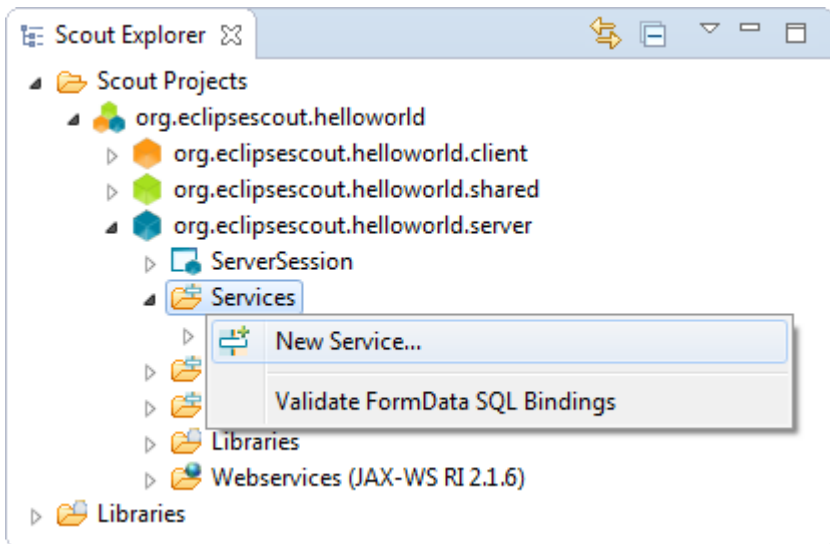 Scout Explorer
Scout Projects
org.eclipsescout.helloworld
org.eclipsescout.helloworld.client
org.eclipsescout.helloworld.shared
org.eclipsescout.helloworld.server
ServerSession
Services
New Service...
Validate FormData SQL Bindings
Libraries
Webservices (JAX-WS RI 2.1.6)
Libraries